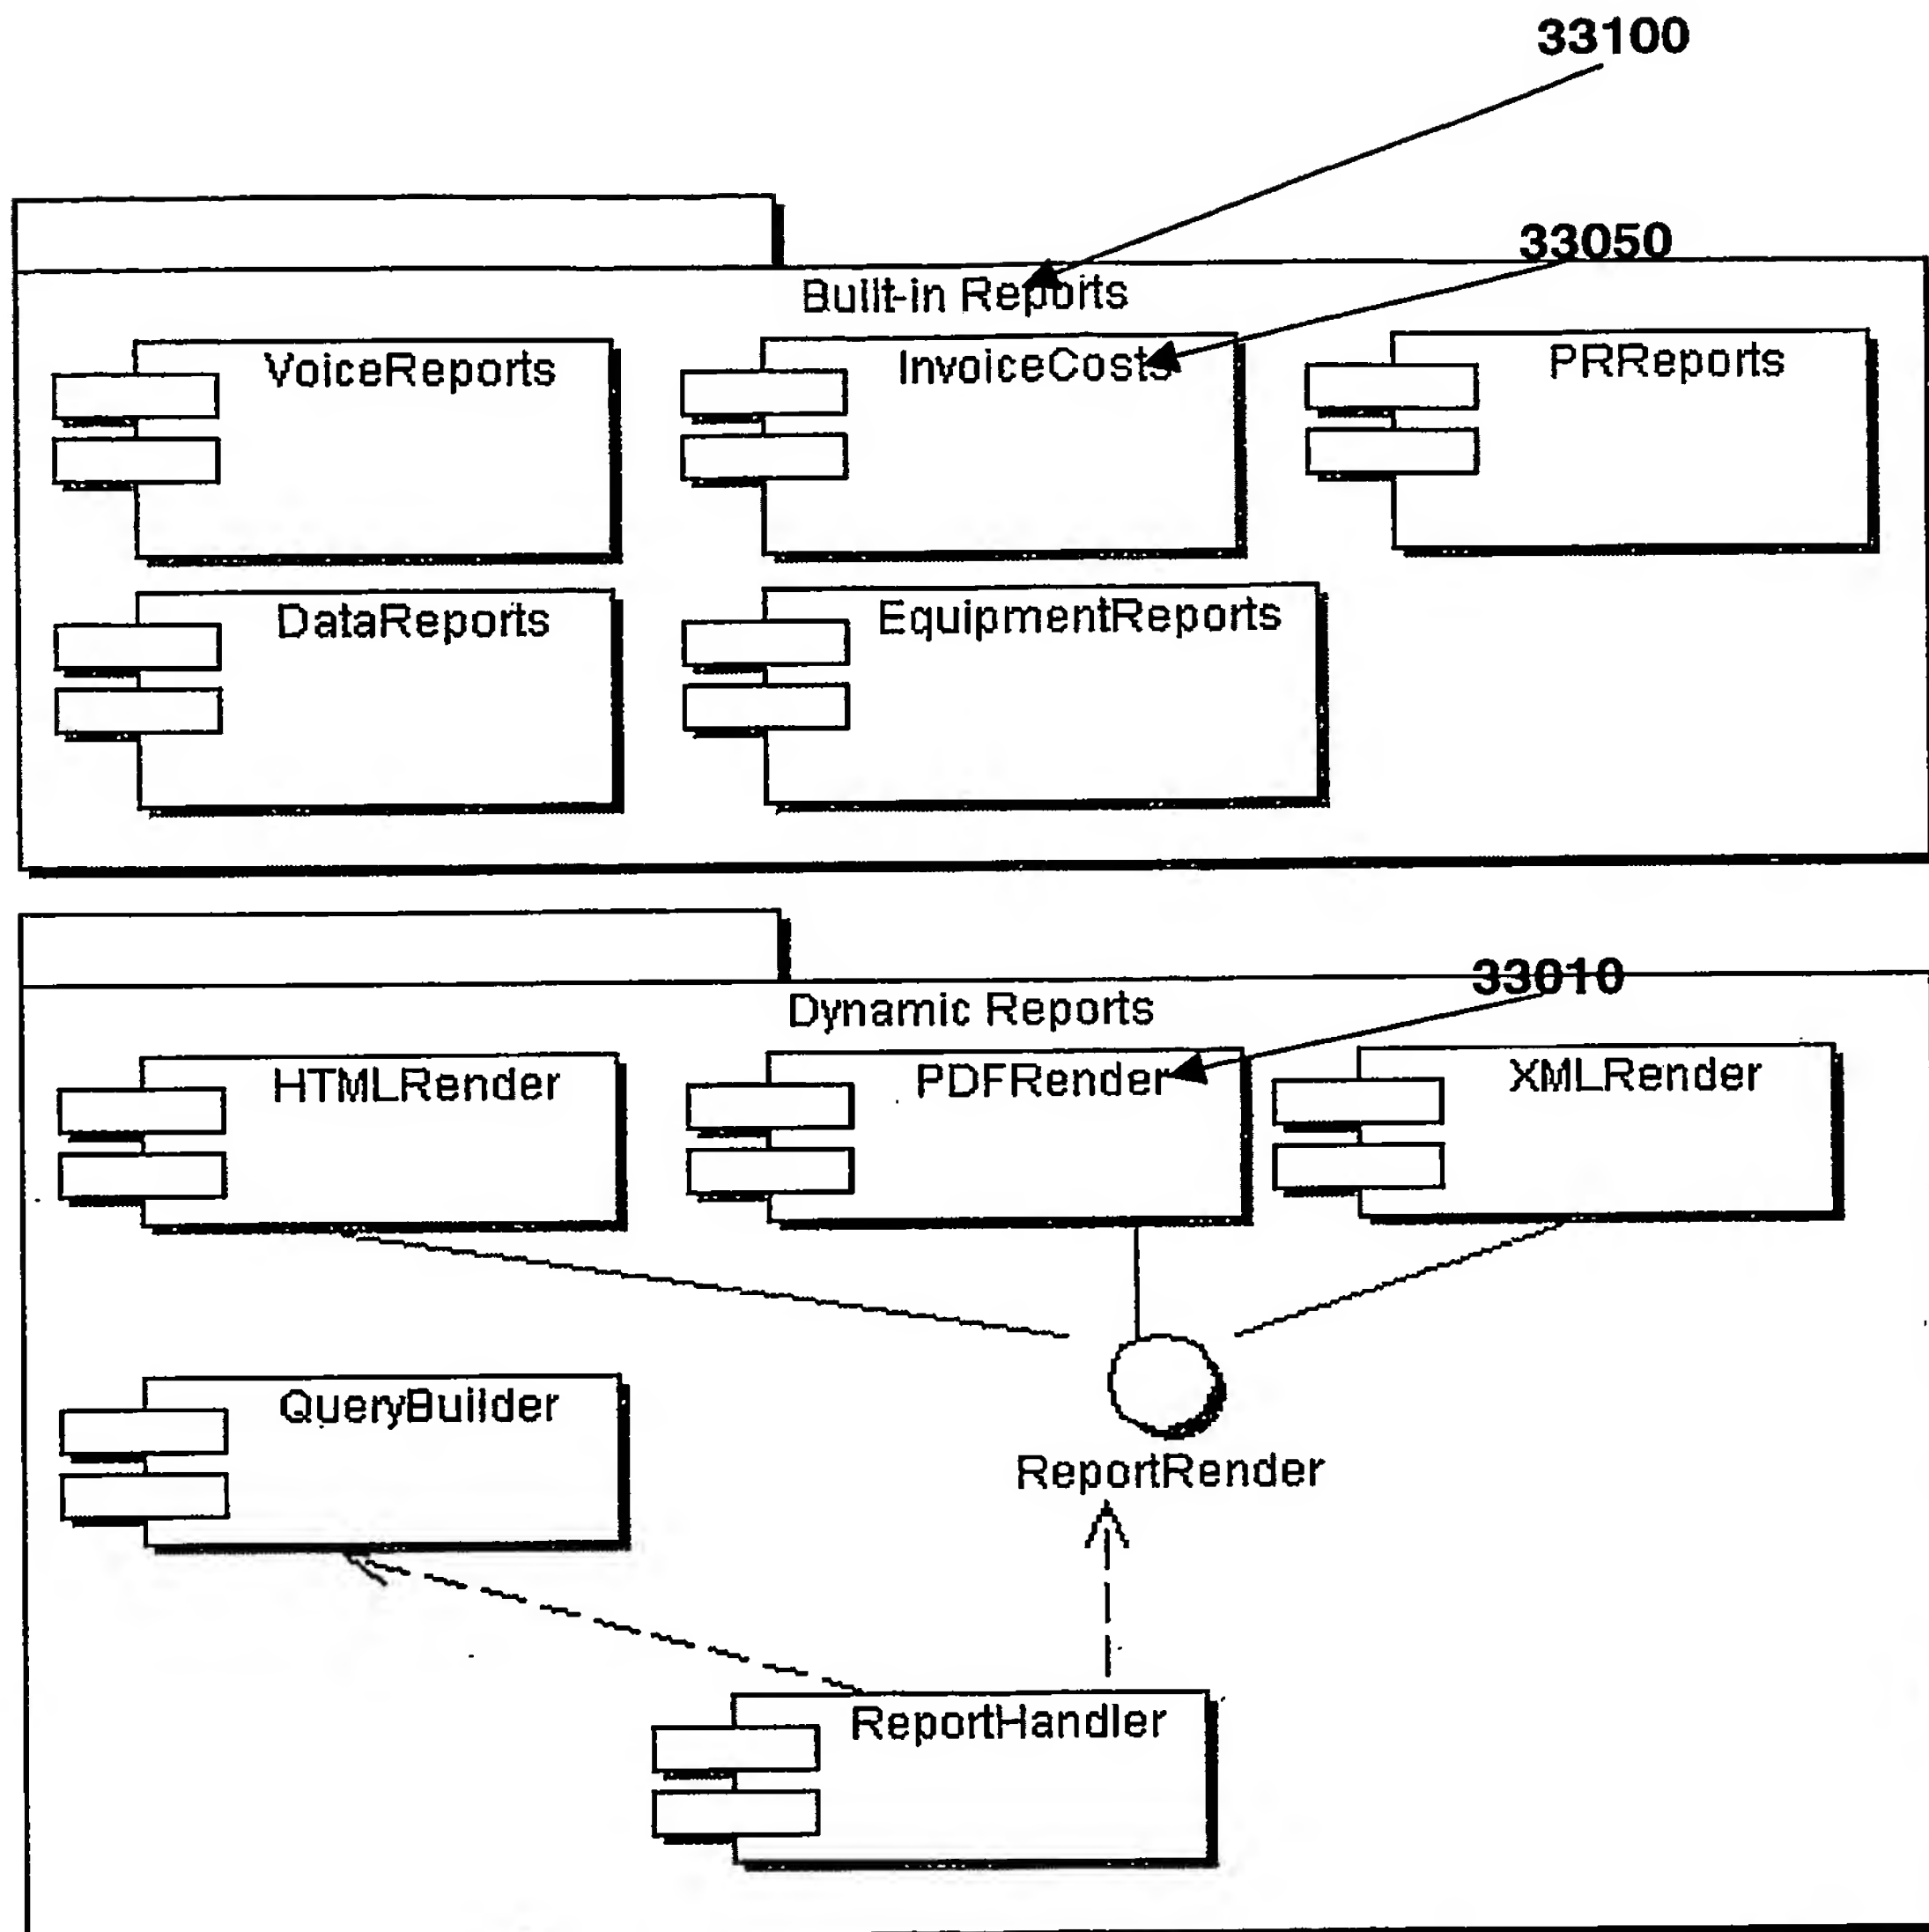 33100
33050
Built-in Reports
VoiceReports
InvoiceCosts
PRReports
DataReports
EquipmentReports
33010
Dynamic Reports
HTMLRender
PDFRender
XMLRender
QueryBuilder
ReportRender
ReportHandler